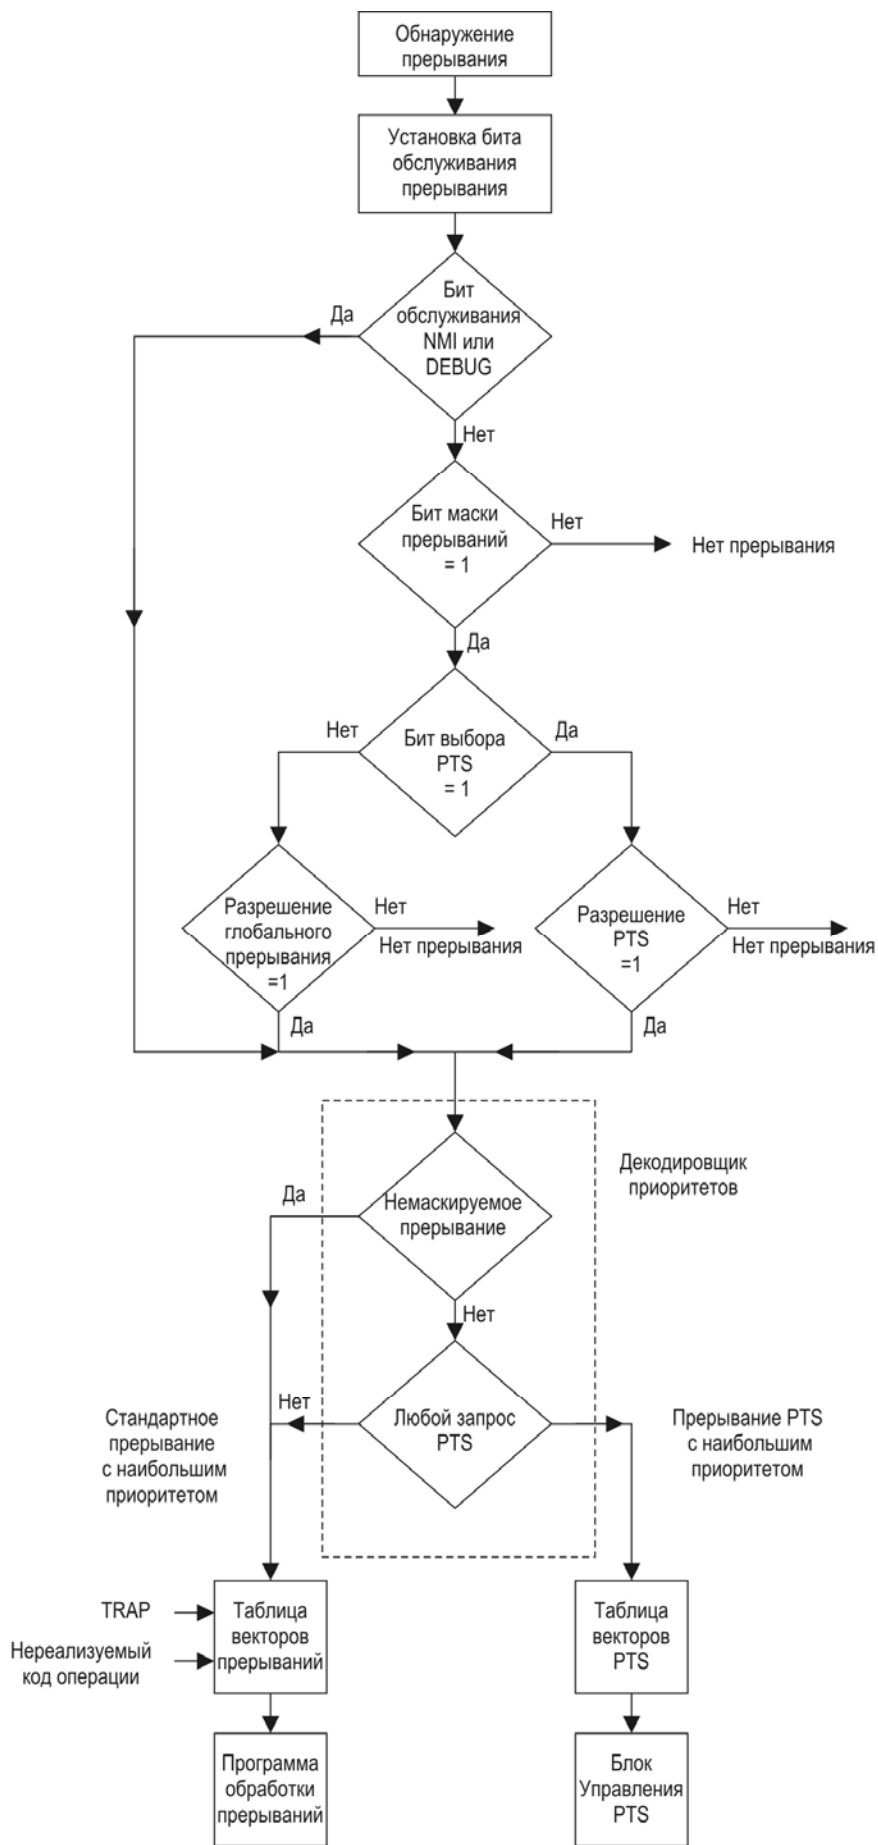 Обнаружение
прерывания
Установка бита
обслуживания
прерывания
Бит
обслуживания
NMI или
DEBUG
Да
Нет
Бит маски
прерываний
= 1
Нет
Нет прерывания
Да
Бит выбора
PTS
= 1
Нет
Да
Разрешение
глобального
прерывания
=1
Нет
Нет прерывания
Да
Разрешение
PTS
=1
Нет
Нет прерывания
Да
Декодировщик
приоритетов
Немаскируемое
прерывание
Да
Нет
Любой запрос
PTS
Нет
Стандартное
прерывание
с наибольшим
приоритетом
Прерывание PTS
с наибольшим
приоритетом
TRAP
Нереализуемый
код операции
Таблица
векторов
прерываний
Таблица
векторов
PTS
Программа
обработки
прерываний
Блок
Управления
PTS